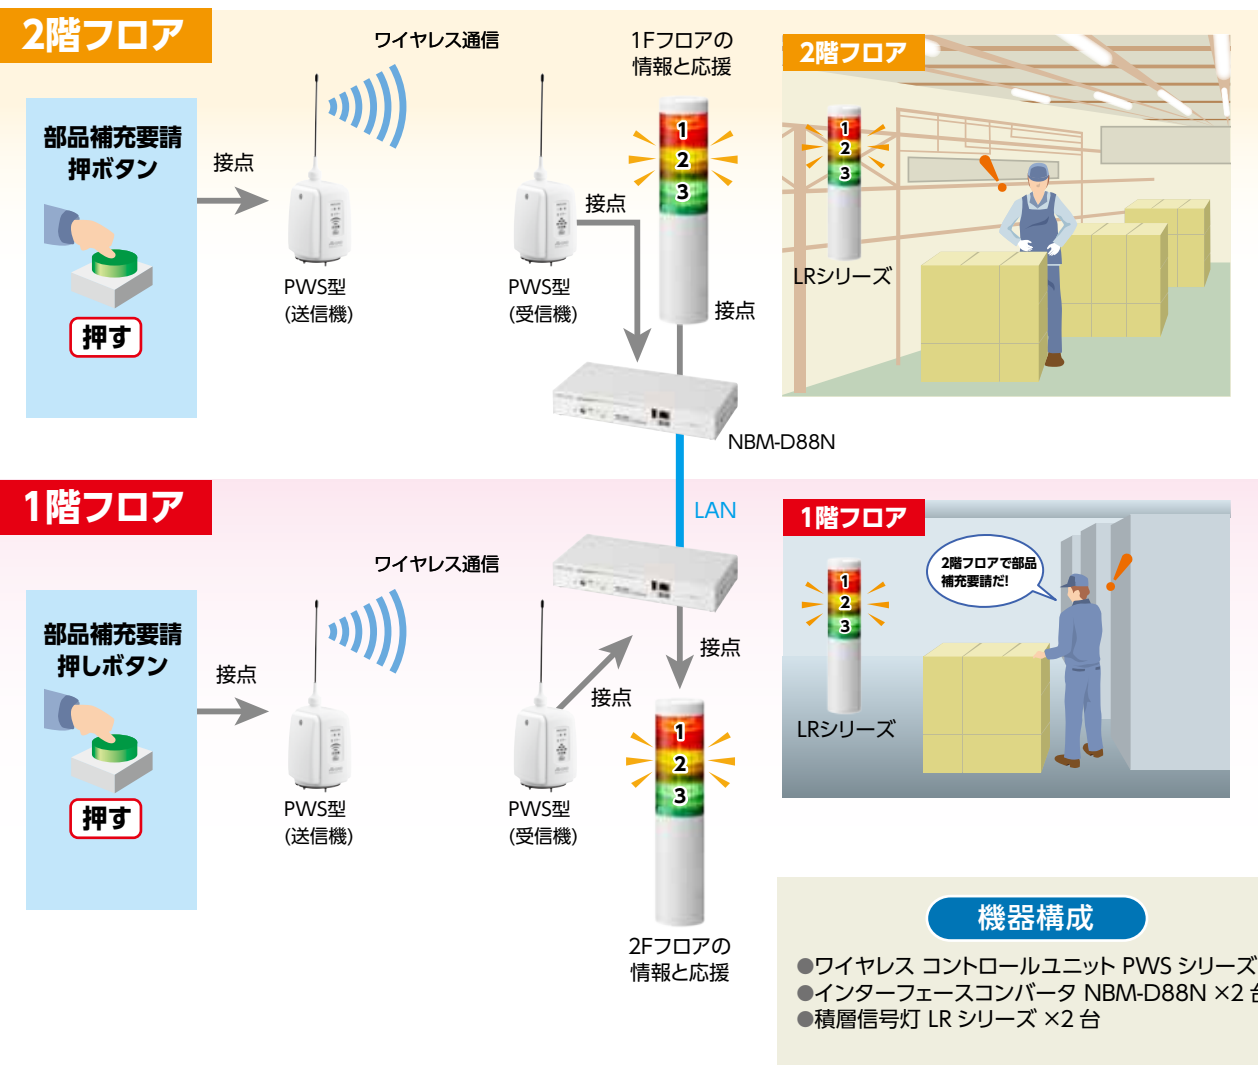 2階フロア
ワイヤレス通信
1Fフロアの
情報と応援
部品補充要請
押ボタン
接点
押す
PWS型
(送信機)
PWS型
(受信機)
接点
1
2
3
接点
NBM-D88N
2階フロア
1
2
3
LRシリーズ
LAN
1階フロア
ワイヤレス通信
部品補充要請
押しボタン
接点
押す
PWS型
(送信機)
PWS型
(受信機)
接点
接点
1
2
3
2Fフロアの
情報と応援
1階フロア
2階フロアで部品
補充要請だ!
1
2
3
LRシリーズ
機器構成
●ワイヤレス コントロールユニット PWS シリーズ
●インターフェースコンバータ NBM-D88N ×2
●積層信号灯 LR シリーズ ×2 台